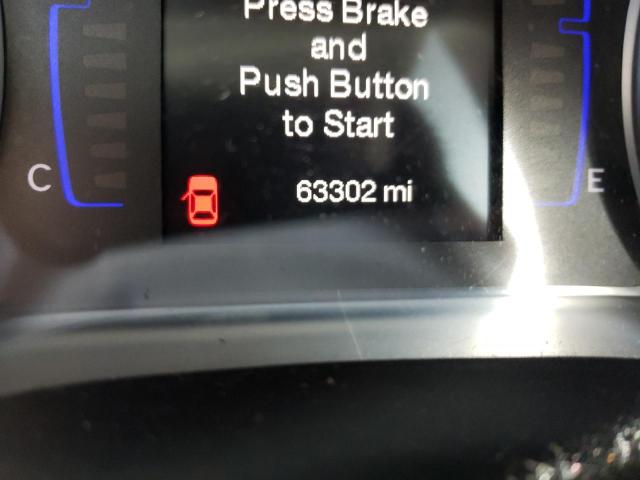 Press Brake
and
Push Button
to Start
63302 mi
C
E